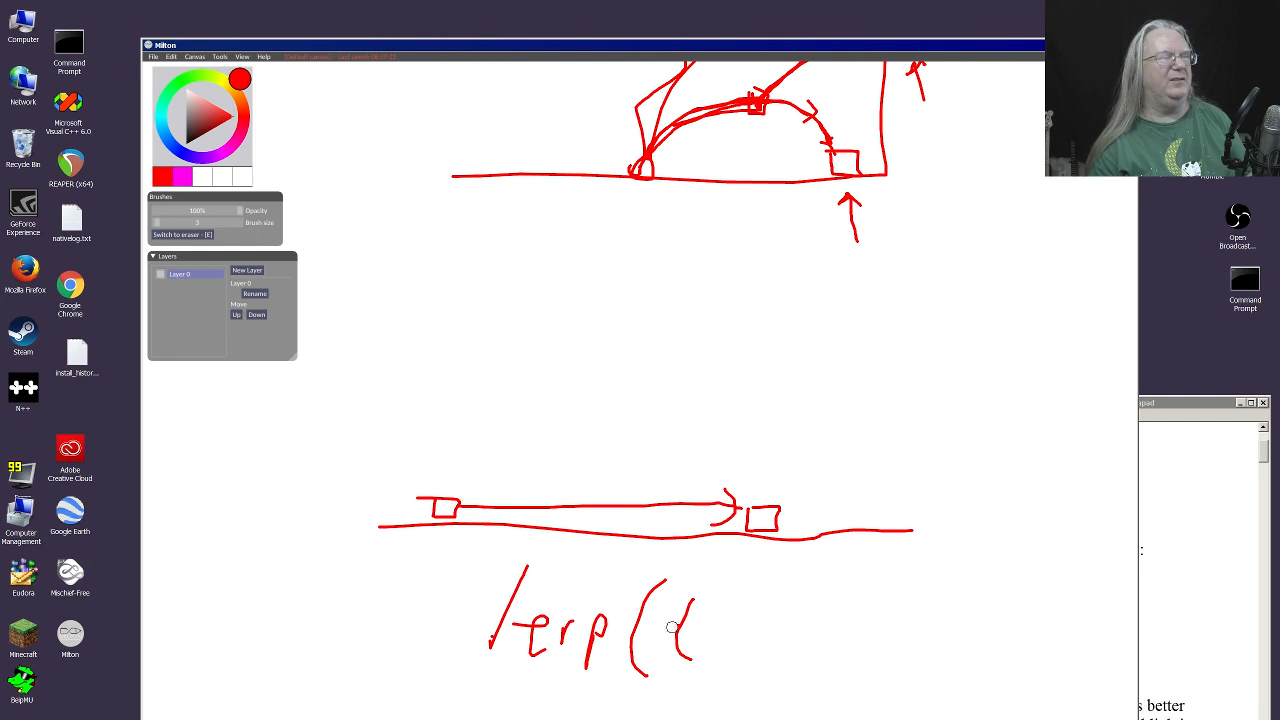 Computer
Command
Prompt
Network
Microsoft
Visual C++ 6.0
Recycle Bin
REAPER (x64)
GeForce
Experience
nativelog.txt
Mozilla Firefox
Google
Chrome
Steam
install_histor...
N++
Adobe
Creative Cloud
99
Computer
Management
Google Earth
Eudora
Mischief-Free
Minecraft
Milton
BeipMU
Milton
File Edit Canvas Tools View Help
Brushes
100% Opacity
3 Brush size
Switch to eraser - [E]
Layers
Layer 0
New Layer
Layer 0
Rename
Move
Up Down
lerp((
Open
Broadcast...
Command
Prompt
:
s better